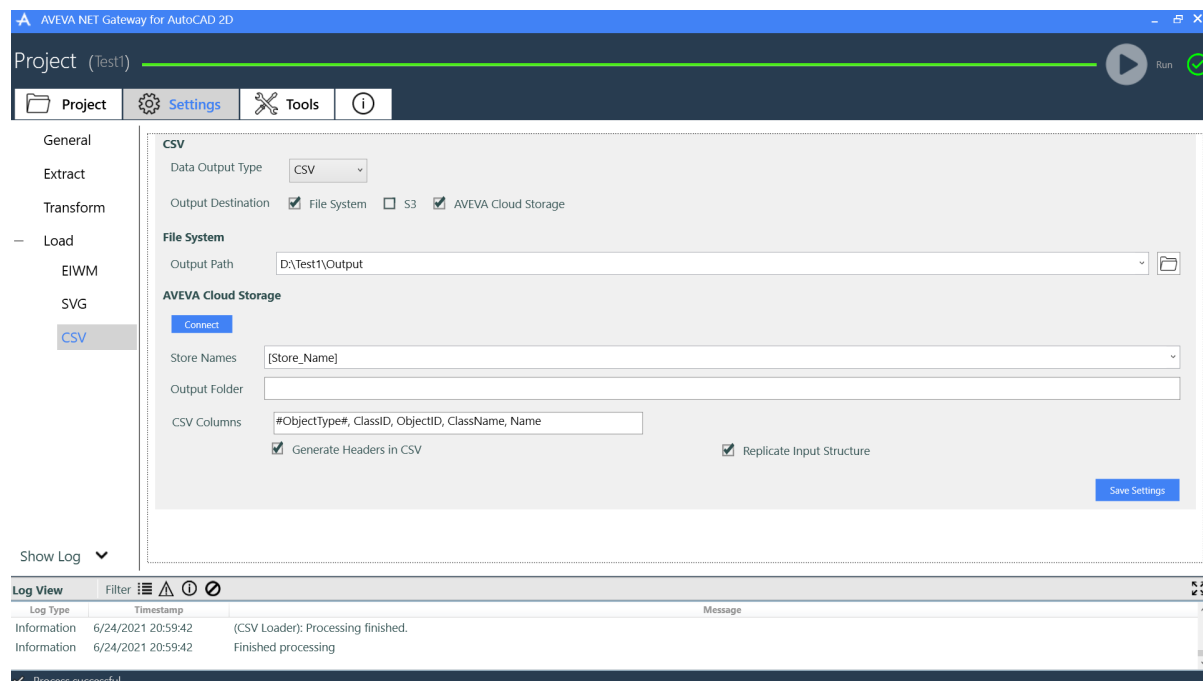 AVEVA NET Gateway for AutoCAD 2D
Project (Test1)
Run
Project Settings Tools
General
Extract
Transform
Load
EIWM
SVG
CSV
CSV
Data Output Type CSV
Output Destination File System S3 AVEVA Cloud Storage
File System
Output Path D:\Test1\Output
AVEVA Cloud Storage
Connect
Store Names [Store_Name]
Output Folder
CSV Columns #ObjectType#, ClassID, ObjectID, ClassName, Name
Generate Headers in CSV Replicate Input Structure
Save Settings
Show Log
Log View Filter
Log Type Timestamp Message
Information 6/24/2021 20:59:42 (CSV Loader): Processing finished.
Information 6/24/2021 20:59:42 Finished processing
Process successful